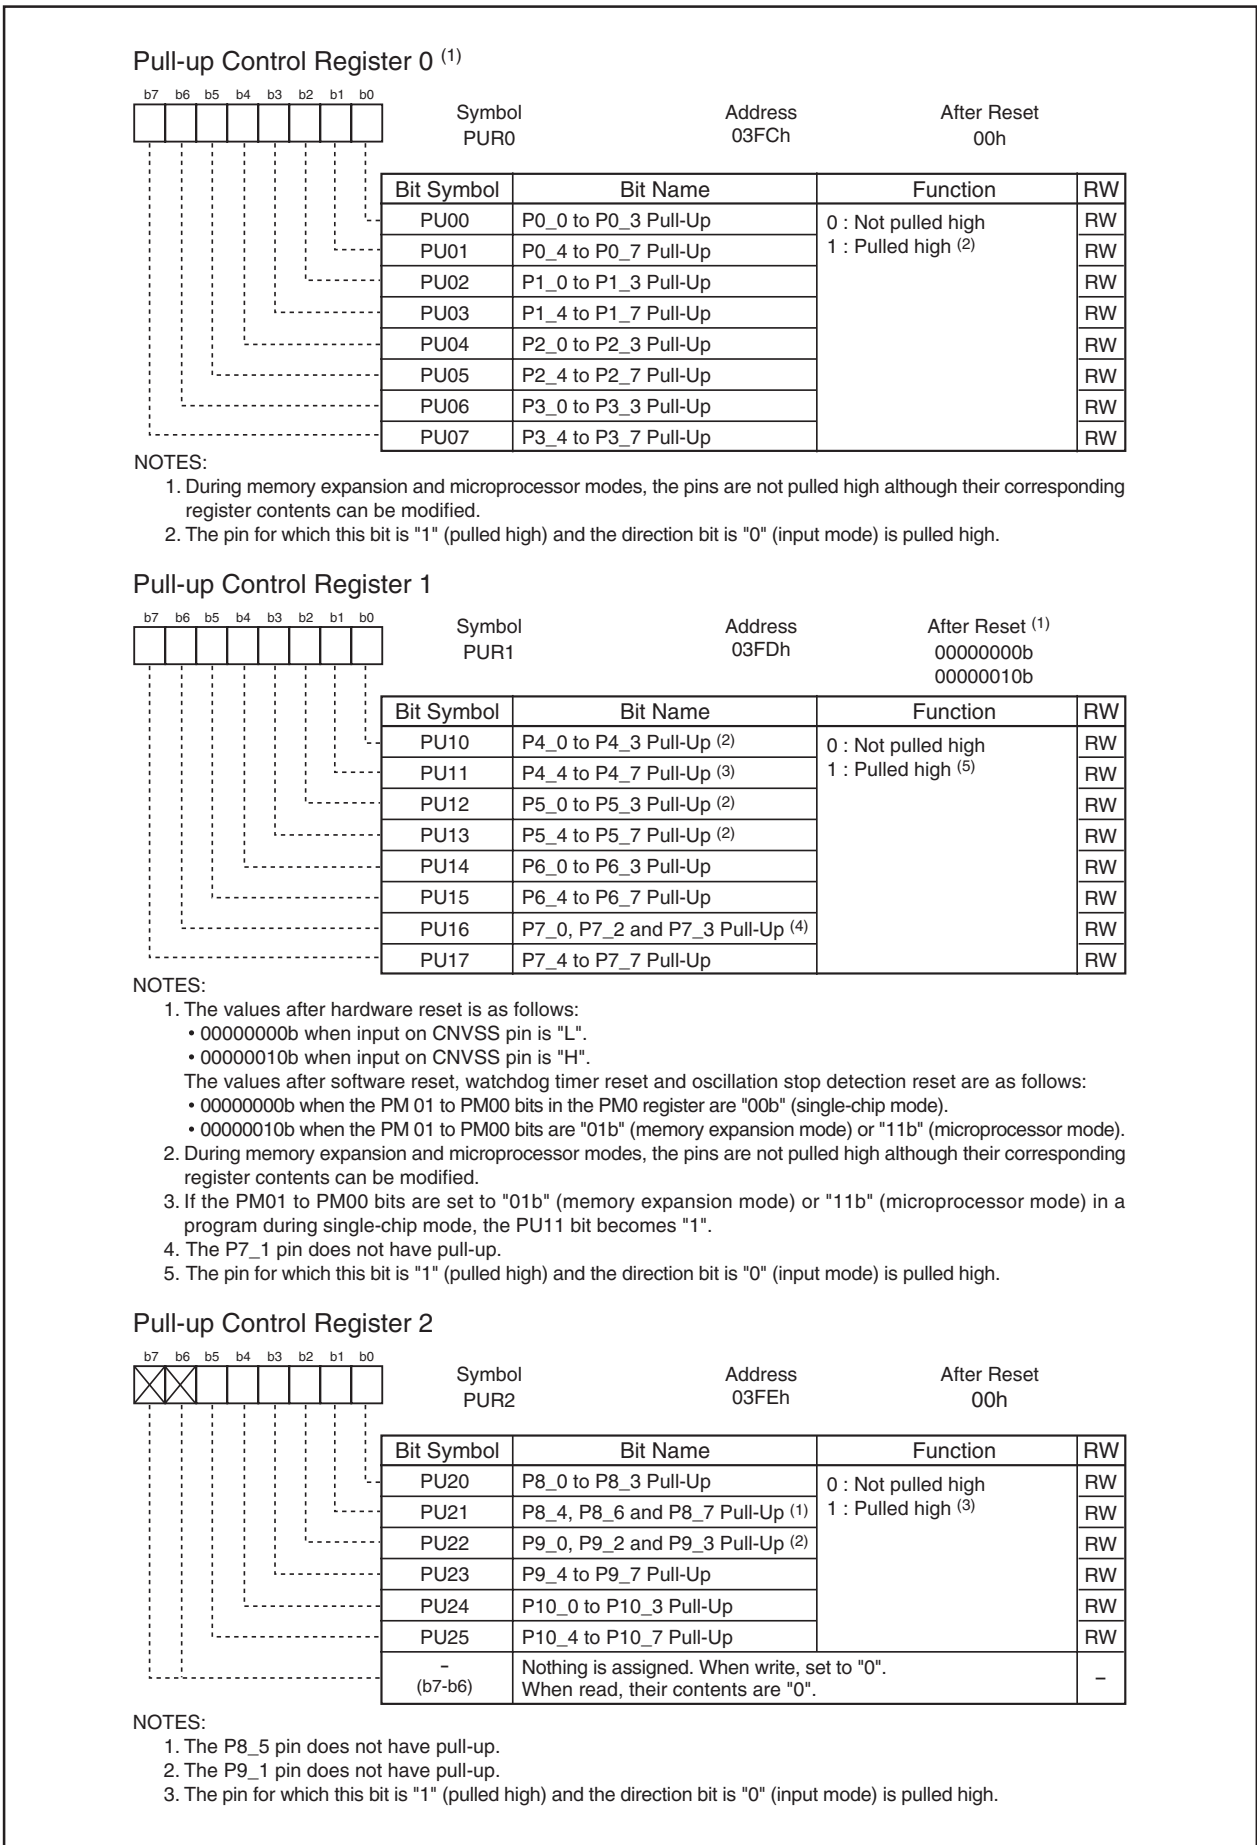 Pull-up Control Register 0 (1)
b7 b6 b5 b4 b3 b2 b1 b0
Symbol Address After Reset
PUR0 03FCh 00h
Bit Symbol Bit Name Function RW
PU00 P0_0 to P0_3 Pull-Up 0 : Not pulled high RW
PU01 P0_4 to P0_7 Pull-Up 1 : Pulled high (2) RW
PU02 P1_0 to P1_3 Pull-Up RW
PU03 P1_4 to P1_7 Pull-Up RW
PU04 P2_0 to P2_3 Pull-Up RW
PU05 P2_4 to P2_7 Pull-Up RW
PU06 P3_0 to P3_3 Pull-Up RW
PU07 P3_4 to P3_7 Pull-Up RW
NOTES:
1. During memory expansion and microprocessor modes, the pins are not pulled high although their corresponding
register contents can be modified.
2. The pin for which this bit is "1" (pulled high) and the direction bit is "0" (input mode) is pulled high.
Pull-up Control Register 1
b7 b6 b5 b4 b3 b2 b1 b0
Symbol Address After Reset (1)
PUR1 03FDh 00000000b
00000010b
Bit Symbol Bit Name Function RW
PU10 P4_0 to P4_3 Pull-Up (2) 0 : Not pulled high RW
PU11 P4_4 to P4_7 Pull-Up (3) 1 : Pulled high (5) RW
PU12 P5_0 to P5_3 Pull-Up (2) RW
PU13 P5_4 to P5_7 Pull-Up (2) RW
PU14 P6_0 to P6_3 Pull-Up RW
PU15 P6_4 to P6_7 Pull-Up RW
PU16 P7_0, P7_2 and P7_3 Pull-Up (4) RW
PU17 P7_4 to P7_7 Pull-Up RW
NOTES:
1. The values after hardware reset is as follows:
• 00000000b when input on CNVSS pin is "L".
• 00000010b when input on CNVSS pin is "H".
The values after software reset, watchdog timer reset and oscillation stop detection reset are as follows:
• 00000000b when the PM 01 to PM00 bits in the PM0 register are "00b" (single-chip mode).
• 00000010b when the PM 01 to PM00 bits are "01b" (memory expansion mode) or "11b" (microprocessor mode).
2. During memory expansion and microprocessor modes, the pins are not pulled high although their corresponding
register contents can be modified.
3. If the PM01 to PM00 bits are set to "01b" (memory expansion mode) or "11b" (microprocessor mode) in a
program during single-chip mode, the PU11 bit becomes "1".
4. The P7_1 pin does not have pull-up.
5. The pin for which this bit is "1" (pulled high) and the direction bit is "0" (input mode) is pulled high.
Pull-up Control Register 2
b7 b6 b5 b4 b3 b2 b1 b0
Symbol Address After Reset
PUR2 03FEh 00h
Bit Symbol Bit Name Function RW
PU20 P8_0 to P8_3 Pull-Up 0 : Not pulled high RW
PU21 P8_4, P8_6 and P8_7 Pull-Up (1) 1 : Pulled high (3) RW
PU22 P9_0, P9_2 and P9_3 Pull-Up (2) RW
PU23 P9_4 to P9_7 Pull-Up RW
PU24 P10_0 to P10_3 Pull-Up RW
PU25 P10_4 to P10_7 Pull-Up RW
– Nothing is assigned. When write, set to "0". –
(b7-b6) When read, their contents are "0".
NOTES:
1. The P8_5 pin does not have pull-up.
2. The P9_1 pin does not have pull-up.
3. The pin for which this bit is "1" (pulled high) and the direction bit is "0" (input mode) is pulled high.